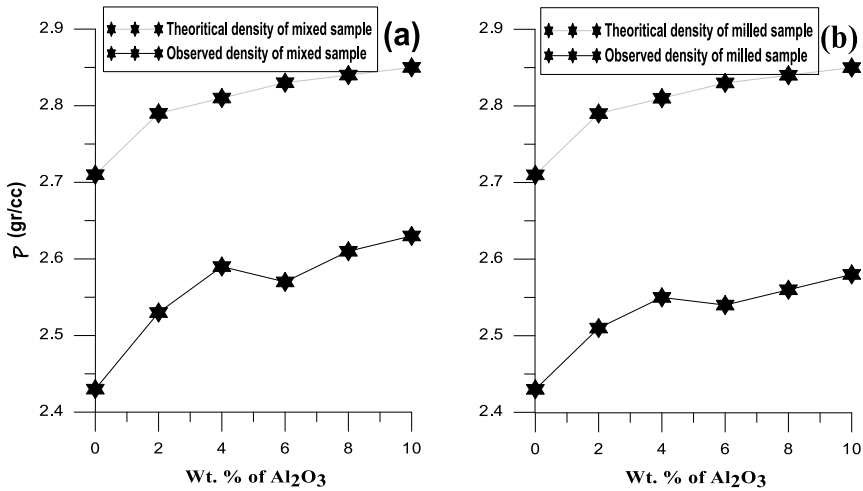 Theoritical density of mixed sample
Observed density of mixed sample
(a)
2.9
2.8
2.7
2.6
2.5
2.4
𝒫 (gr/cc)
0 2 4 6 8 10
Wt. % of Al₂O₃
Theoritical density of milled sample
Observed density of milled sample
(b)
2.9
2.8
2.7
2.6
2.5
2.4
0 2 4 6 8 10
Wt. % of Al₂O₃